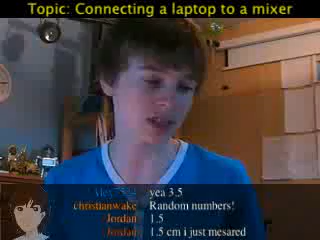 Topic: Connecting a laptop to a mixer
yea 3.5
christianwake Random numbers!
Jordan 1.5
Jordan 1.5 cm i just mesared